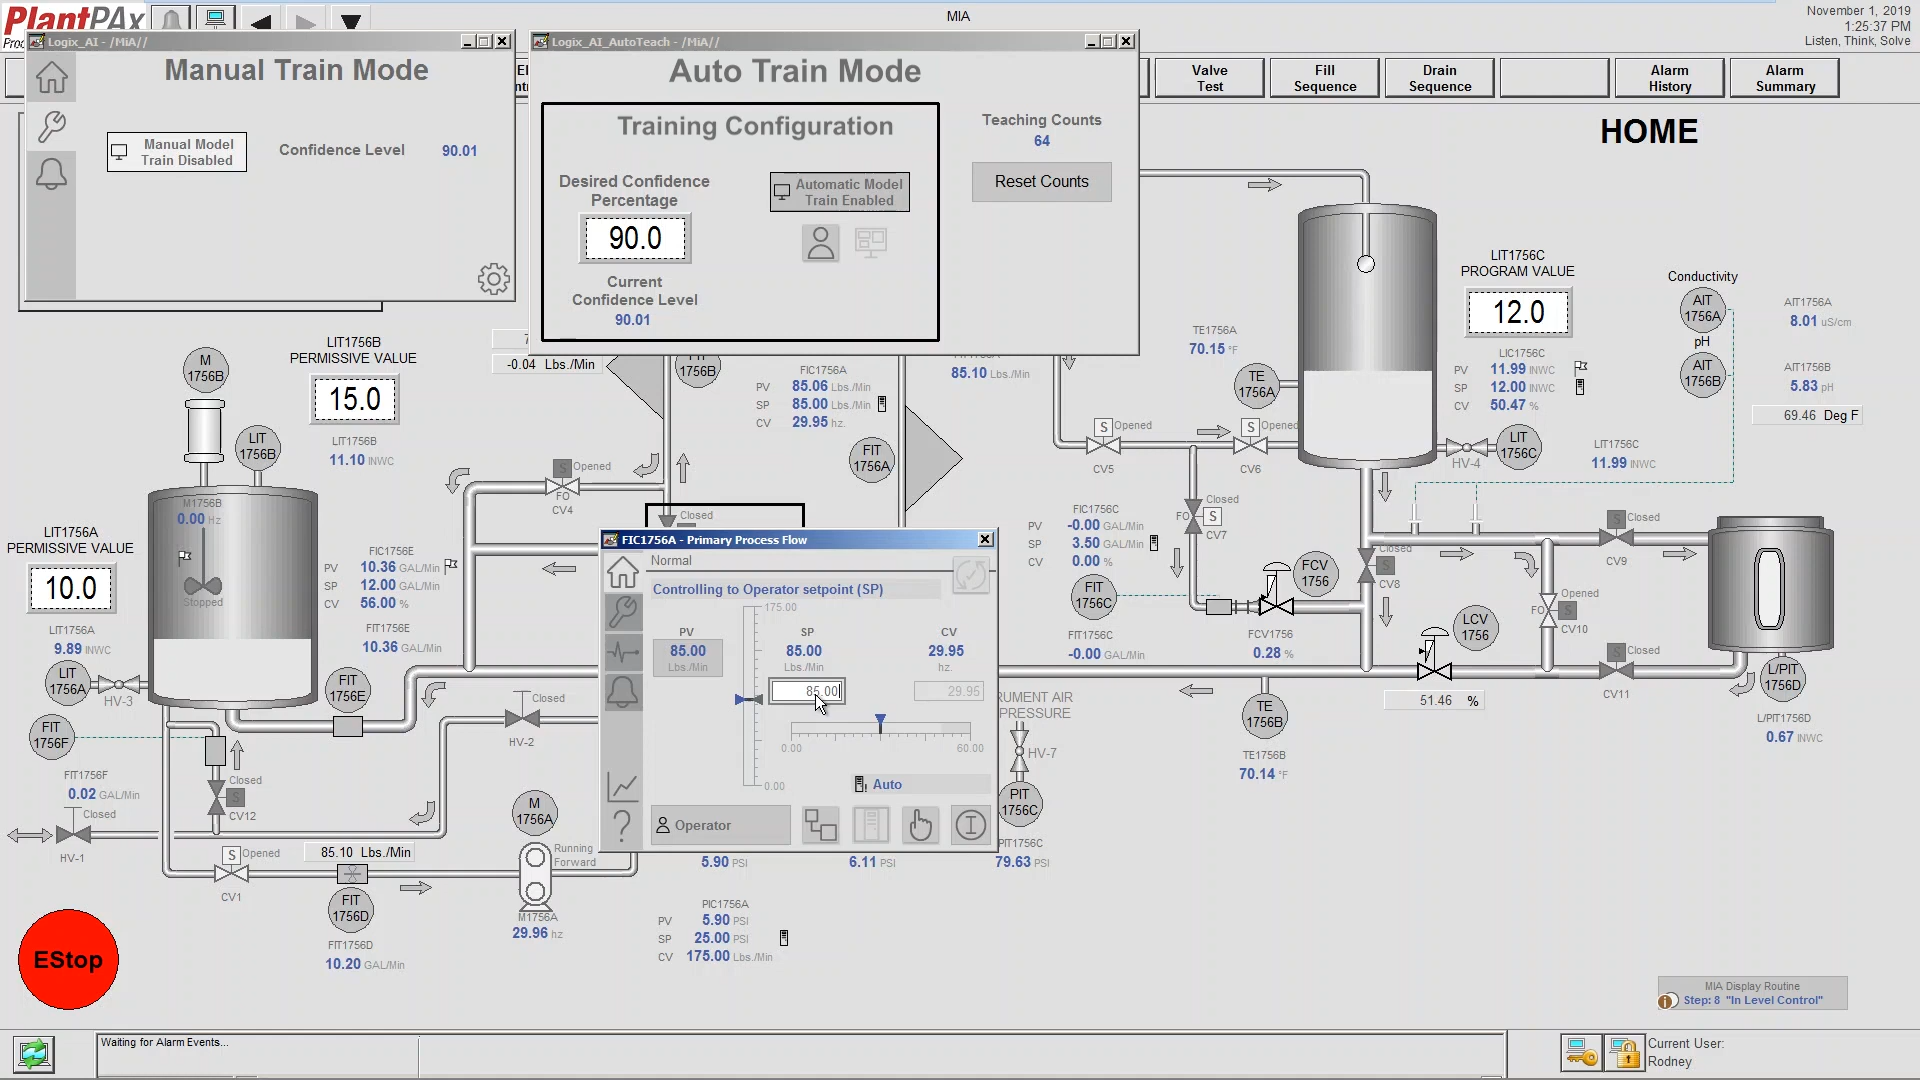 PlantPAx
MIA
November 1, 2019
1:25:37 PM
Listen, Think, Solve
Logix_AI - /MiA//
Manual Train Mode
Manual Model
Train Disabled
Confidence Level 90.01
Logix_AI_AutoTeach - /MiA//
Auto Train Mode
Training Configuration
Desired Confidence
Percentage
90.0
Automatic Model
Train Enabled
Current
Confidence Level
90.01
Teaching Counts
64
Reset Counts
Valve
Test
Fill
Sequence
Drain
Sequence
Alarm
History
Alarm
Summary
HOME
LIT1756C
PROGRAM VALUE
12.0
Conductivity
AIT
1756A
pH
AIT
1756B
AIT1756A
8.01 uS/cm
AIT1756B
5.83 pH
69.46 Deg F
TE1756A
70.15 °F
TE
1756A
LIC1756C
PV 11.99 INWC
SP 12.00 INWC
CV 50.47 %
LIT
1756C
HV-4
LIT1756C
11.99 INWC
M
1756B
LIT1756B
PERMISSIVE VALUE
15.0
LIT
1756B
LIT1756B
11.10 INWC
-0.04 Lbs./Min
1756B
FIC1756A
PV 85.06 Lbs./Min
SP 85.00 Lbs./Min
CV 29.95 hz.
85.10 Lbs./Min
FIT
1756A
S Opened
CV5
S Opened
CV6
S Opened
FO
CV4
Closed
M1756B
0.00 Hz
Stopped
LIT1756A
PERMISSIVE VALUE
10.0
LIT1756A
9.89 INWC
LIT
1756A
HV-3
FIC1756E
PV 10.36 GAL/Min
SP 12.00 GAL/Min
CV 56.00 %
FIT1756E
10.36 GAL/Min
FIT
1756E
FIC1756C
PV -0.00 GAL/Min
SP 3.50 GAL/Min
CV 0.00 %
FIT
1756C
FIT1756C
-0.00 GAL/Min
Closed
FO S
CV7
FCV
1756
FCV1756
0.28 %
Closed
S
CV8
S Closed
CV9
Opened
FO S
CV10
LCV
1756
51.46 %
S Closed
CV11
L/PIT
1756D
L/PIT1756D
0.67 INWC
TE
1756B
TE1756B
70.14 °F
RUMENT AIR
PRESSURE
HV-7
PIT
1756C
PIT1756C
79.63 PSI
FIC1756A - Primary Process Flow
Normal
Controlling to Operator setpoint (SP)
175.00
PV
85.00
Lbs./Min
SP
85.00
Lbs./Min
CV
29.95
hz.
85.00
29.95
0.00 60.00
0.00
Auto
Operator
FIT
1756F
FIT1756F
0.02 GAL/Min
Closed
HV-1
Closed
S
CV12
Closed
HV-2
S Opened
CV1
85.10 Lbs./Min
FIT
1756D
FIT1756D
10.20 GAL/Min
M
1756A
Running
Forward
M1756A
29.96 hz
5.90 PSI
6.11 PSI
PIC1756A
PV 5.90 PSI
SP 25.00 PSI
CV 175.00 Lbs./Min
EStop
MIA Display Routine
Step: 8 "In Level Control"
Waiting for Alarm Events...
Current User:
Rodney